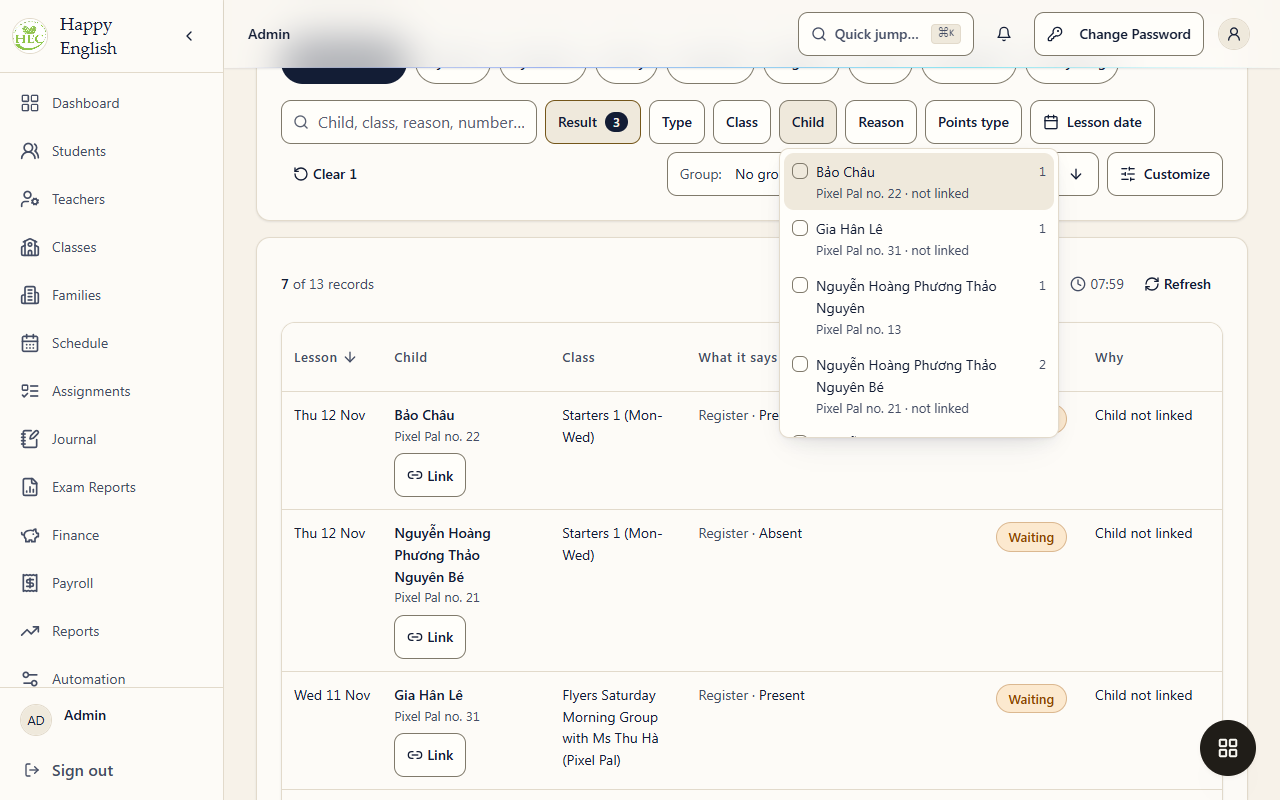 Happy
English
Admin
Quick jump...
⌘K
Change Password
Dashboard
Students
Teachers
Classes
Families
Schedule
Assignments
Journal
Exam Reports
Finance
Payroll
Reports
Automation
AD
Admin
Sign out
Child, class, reason, number...
Result 3
Type
Class
Child
Reason
Points type
Lesson date
Clear 1
Group: No gro
Customize
Bảo Châu 1
Pixel Pal no. 22 · not linked
Gia Hân Lê 1
Pixel Pal no. 31 · not linked
Nguyễn Hoàng Phương Thảo 1
Nguyên
Pixel Pal no. 13
Nguyễn Hoàng Phương Thảo 2
Nguyên Bé
Pixel Pal no. 21 · not linked
7 of 13 records
07:59
Refresh
Lesson
Child
Class
What it says
Why
Thu 12 Nov
Bảo Châu
Pixel Pal no. 22
Link
Starters 1 (Mon-
Wed)
Register · Pre
Child not linked
Thu 12 Nov
Nguyễn Hoàng
Phương Thảo
Nguyên Bé
Pixel Pal no. 21
Link
Starters 1 (Mon-
Wed)
Register · Absent
Waiting
Child not linked
Wed 11 Nov
Gia Hân Lê
Pixel Pal no. 31
Link
Flyers Saturday
Morning Group
with Ms Thu Hà
(Pixel Pal)
Register · Present
Waiting
Child not linked